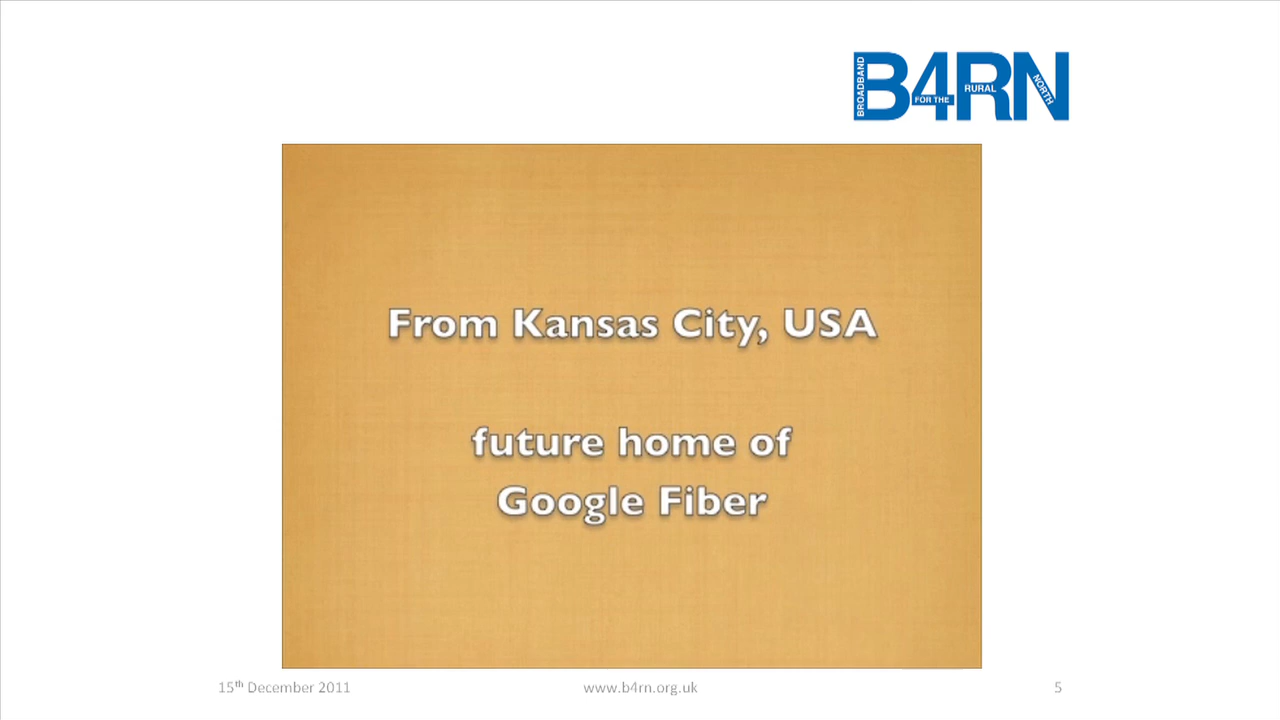 BROADBAND
B4RN
FOR THE
RURAL
NORTH
From Kansas City, USA
future home of
Google Fiber
15th December 2011
www.b4rn.org.uk
5